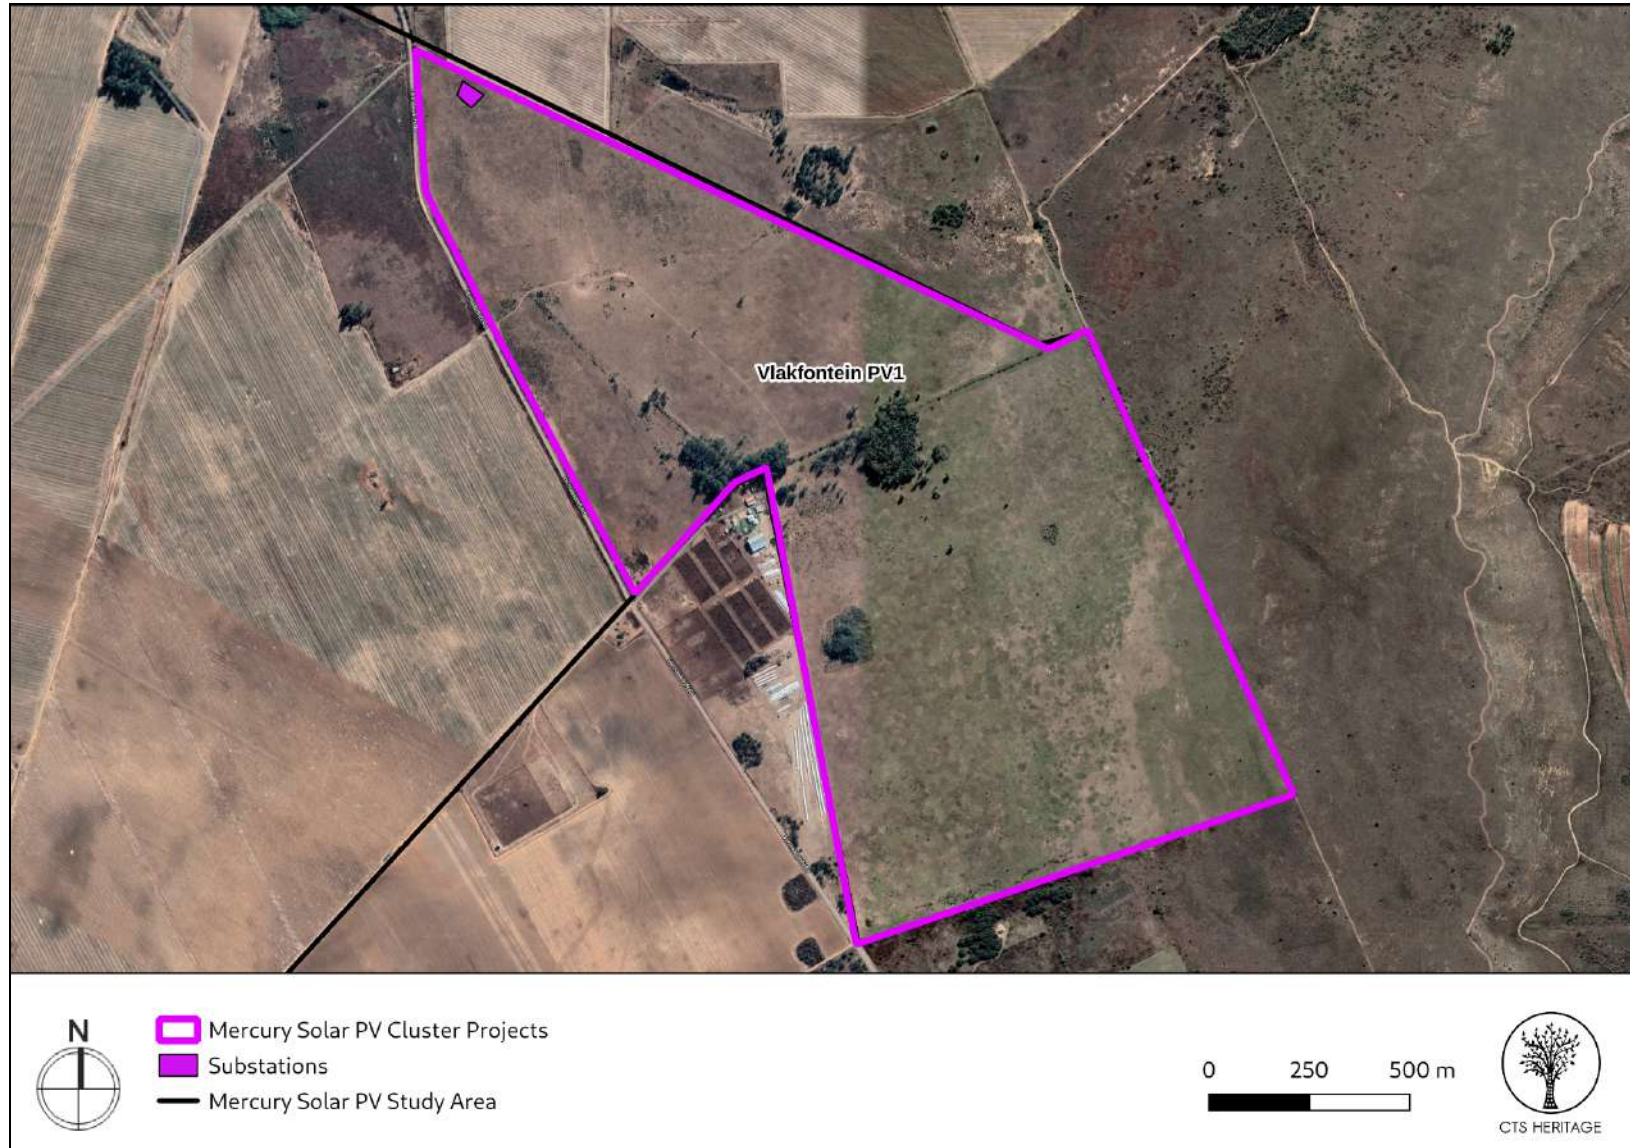 Vlakfontein PV1
N
Mercury Solar PV Cluster Projects
Substations
Mercury Solar PV Study Area
0 250 500 m
CTS HERITAGE